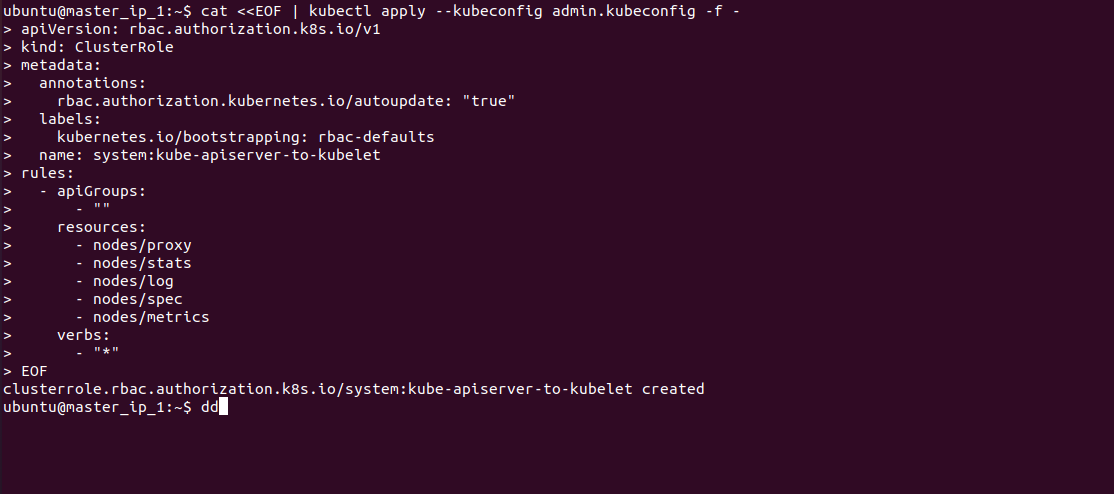 ubuntu@master_ip_1:~$ cat <<EOF | kubectl apply --kubeconfig admin.kubeconfig -f -
> apiVersion: rbac.authorization.k8s.io/v1
> kind: ClusterRole
> metadata:
>   annotations:
>     rbac.authorization.kubernetes.io/autoupdate: "true"
>   labels:
>     kubernetes.io/bootstrapping: rbac-defaults
>   name: system:kube-apiserver-to-kubelet
> rules:
>   - apiGroups:
>       - ""
>     resources:
>       - nodes/proxy
>       - nodes/stats
>       - nodes/log
>       - nodes/spec
>       - nodes/metrics
>     verbs:
>       - "*"
> EOF
clusterrole.rbac.authorization.k8s.io/system:kube-apiserver-to-kubelet created
ubuntu@master_ip_1:~$ dd